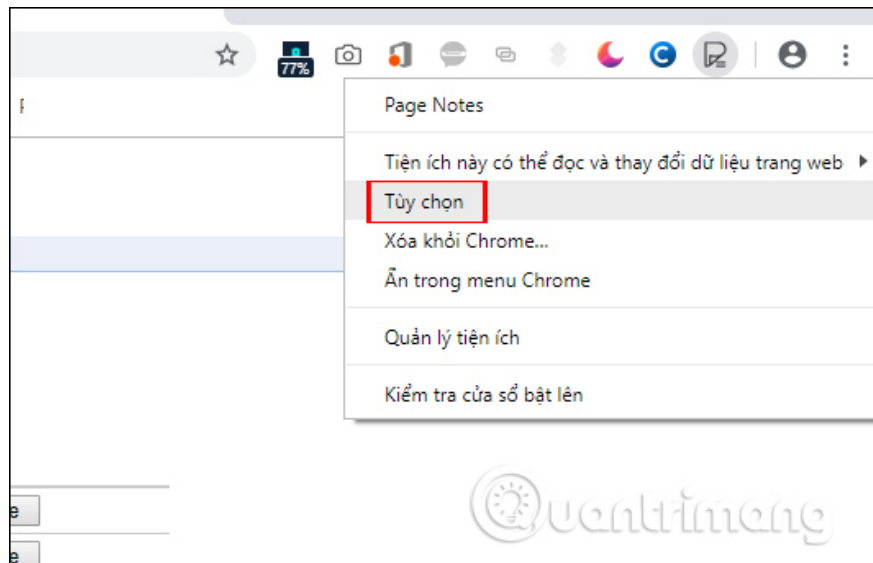 77%
Page Notes
Tiện ích này có thể đọc và thay đổi dữ liệu trang web
Tùy chọn
Xóa khỏi Chrome...
Ẩn trong menu Chrome
Quản lý tiện ích
Kiểm tra cửa sổ bật lên
Quantrimang
e
e